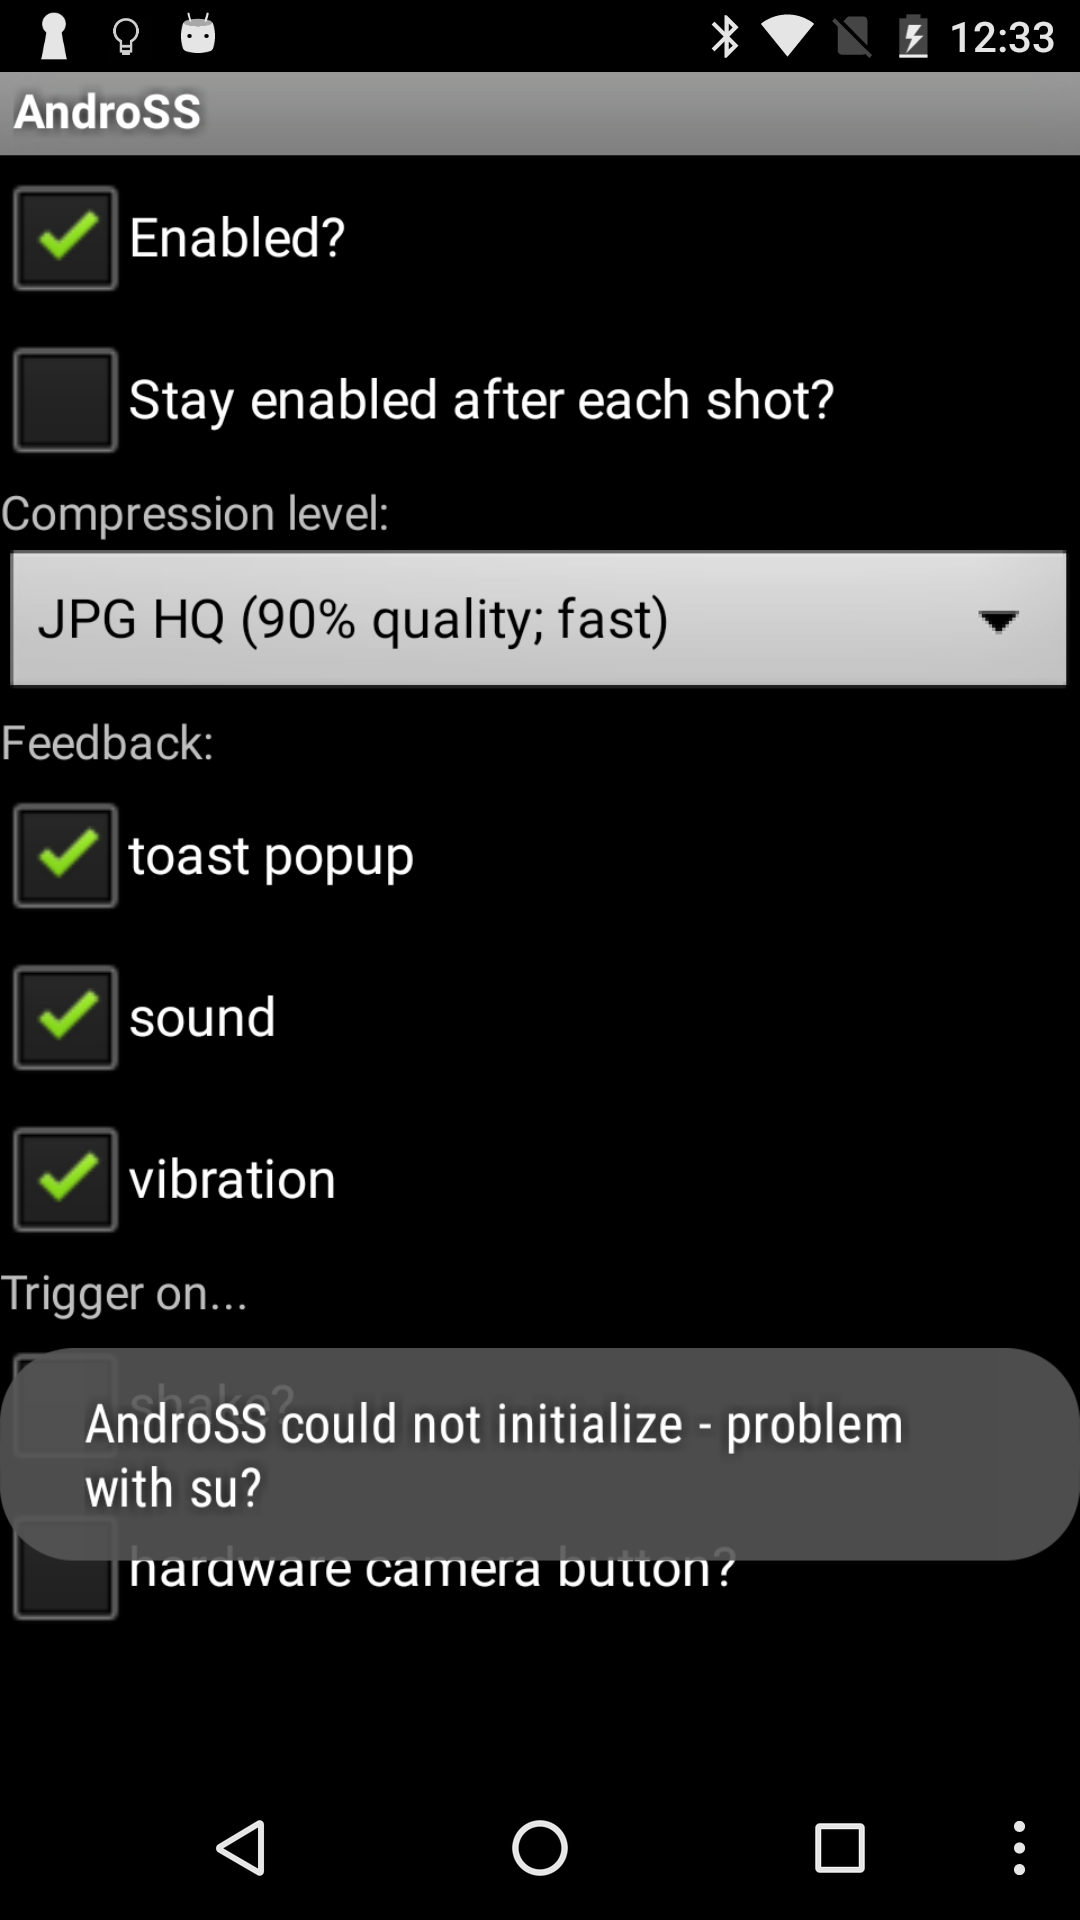 12:33
AndroSS
Enabled?
Stay enabled after each shot?
Compression level:
JPG HQ (90% quality; fast)
Feedback:
toast popup
sound
vibration
Trigger on...
shake?
AndroSS could not initialize - problem
with su?
hardware camera button?